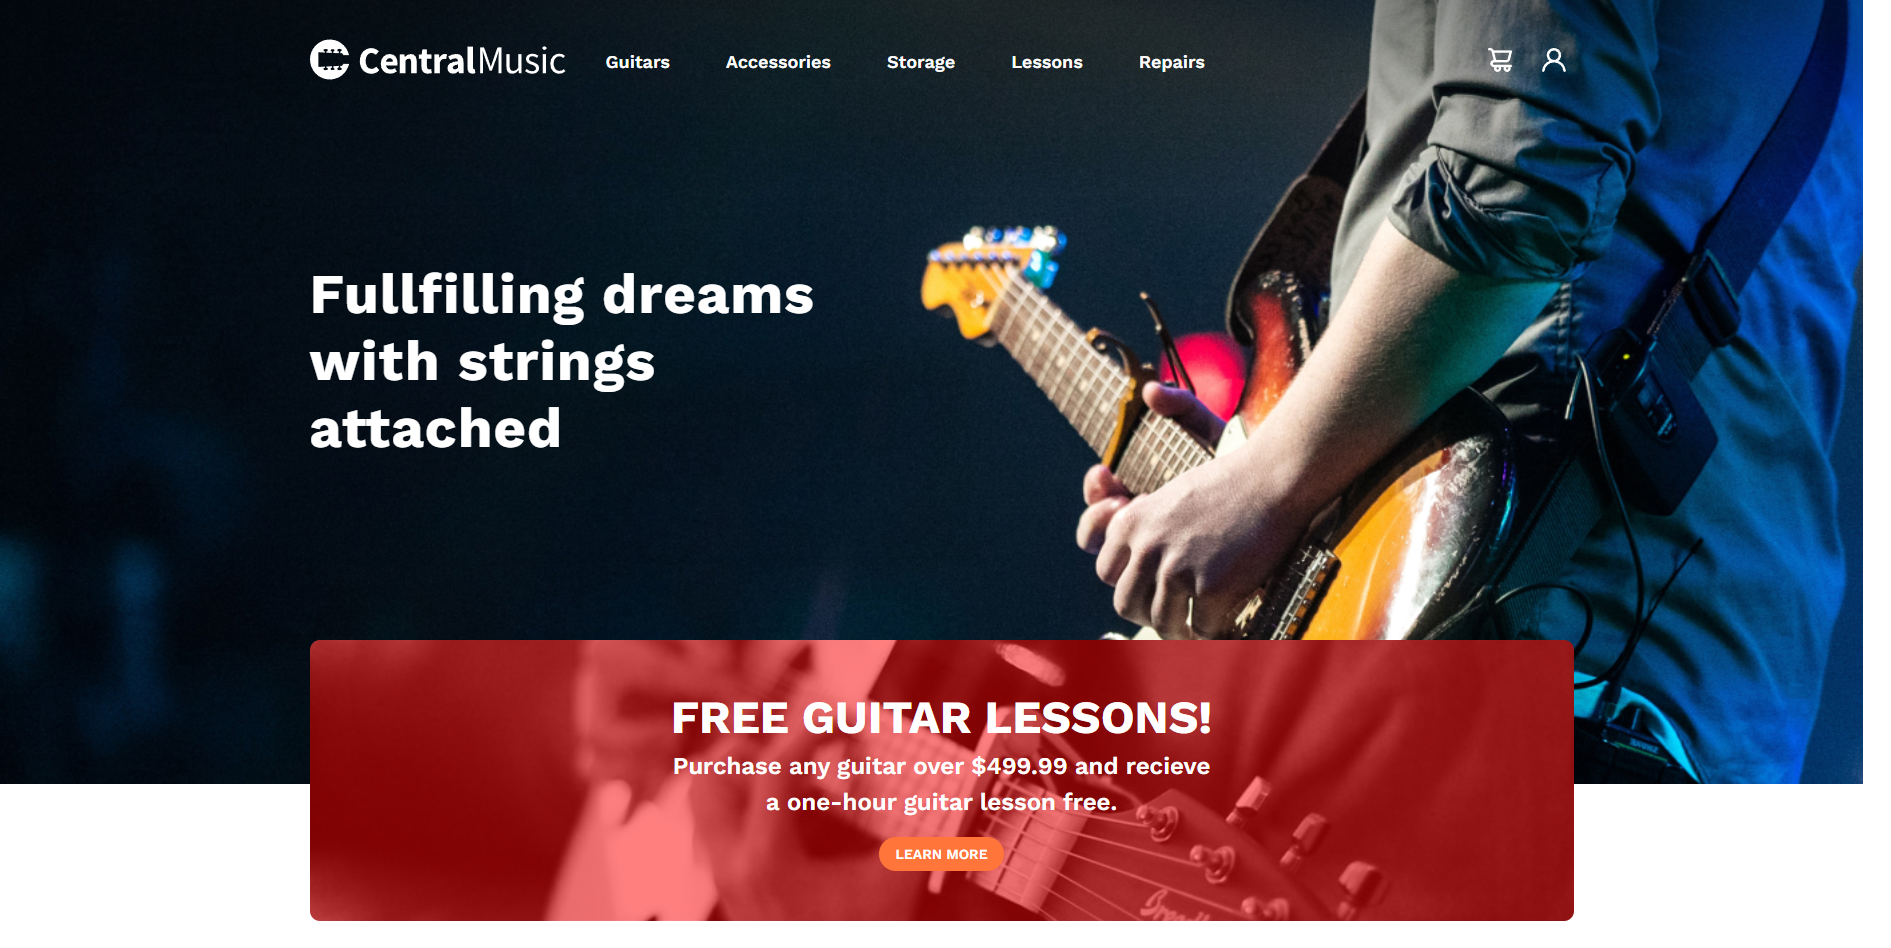 CentralMusic
Guitars
Accessories
Storage
Lessons
Repairs
Fullfilling dreams
with strings
attached
FREE GUITAR LESSONS!
Purchase any guitar over $499.99 and recieve
a one-hour guitar lesson free.
LEARN MORE